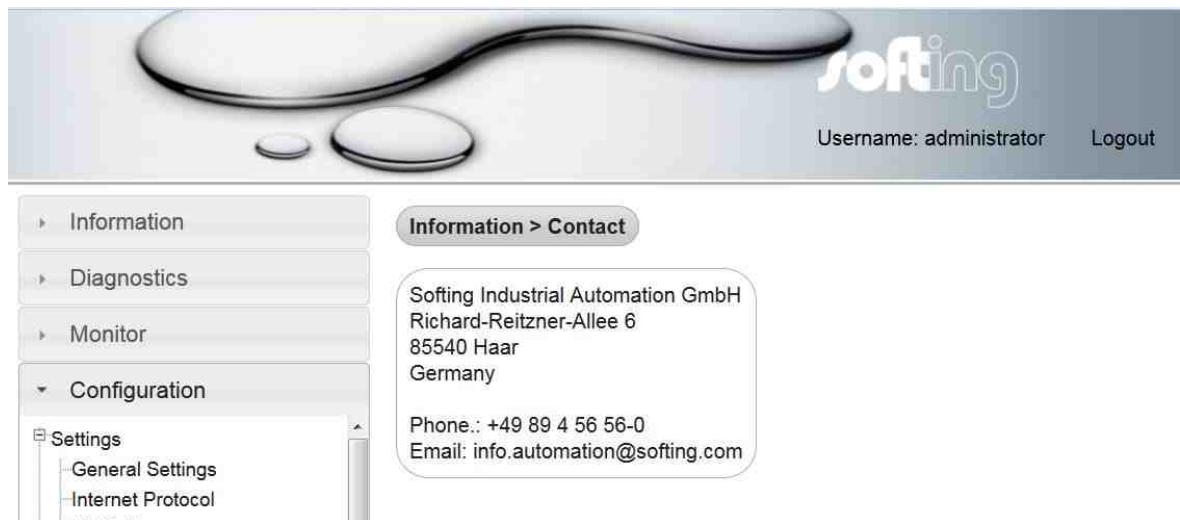 softing
Username: administrator Logout
Information
Diagnostics
Monitor
Configuration
Settings
General Settings
Internet Protocol
Information > Contact
Softing Industrial Automation GmbH
Richard-Reitzner-Allee 6
85540 Haar
Germany
Phone.: +49 89 4 56 56-0
Email: info.automation@softing.com